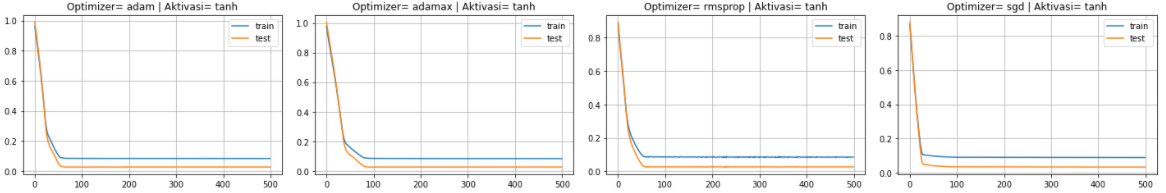 Optimizer= adam | Aktivasi= tanh
1.0
0.8
0.6
0.4
0.2
0.0
0 100 200 300 400 500
train
test
Optimizer= adamax | Aktivasi= tanh
1.0
0.8
0.6
0.4
0.2
0.0
0 100 200 300 400 500
train
test
Optimizer= rmsprop | Aktivasi= tanh
0.8
0.6
0.4
0.2
0.0
0 100 200 300 400 500
train
test
Optimizer= sgd | Aktivasi= tanh
0.8
0.6
0.4
0.2
0.0
0 100 200 300 400 500
train
test